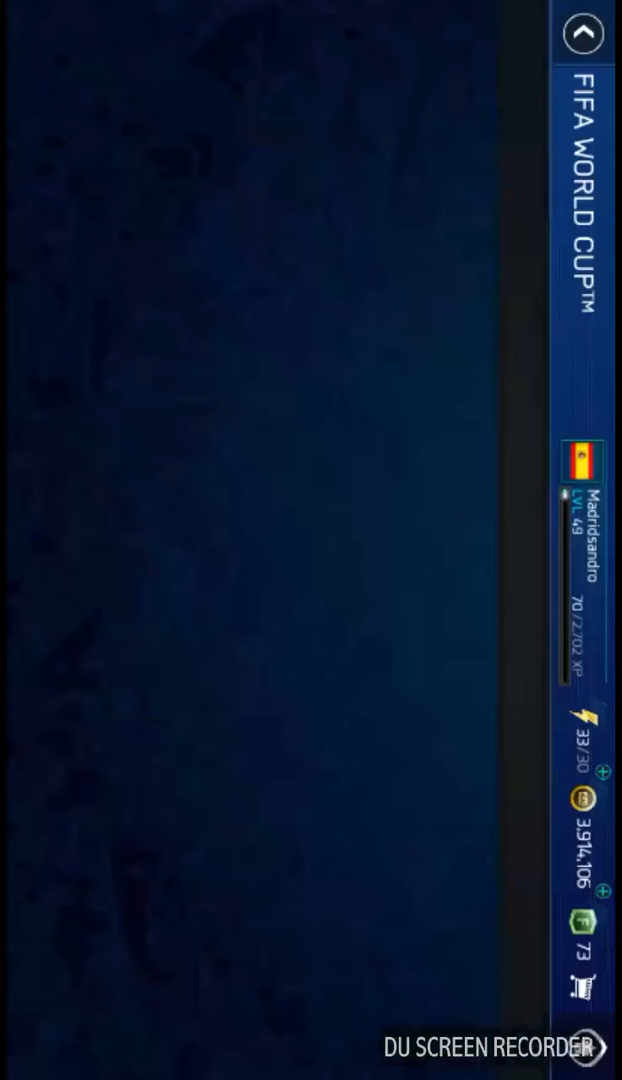 FIFA WORLD CUP™
Madridsandro
LVL 49
70 / 2,702 XP
33/30
3,914,106
73
DU SCREEN RECORDER